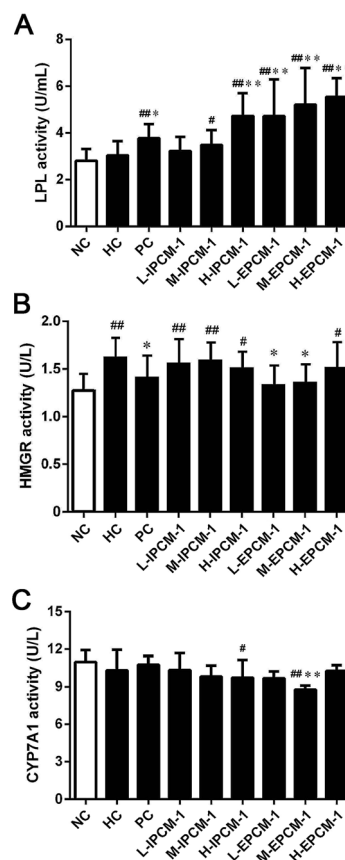 A
LPL activity (U/mL)
8
6
4
2
0
##*
#
##**
##**
##**
##*
NC
HC
PC
L-IPCM-1
M-IPCM-1
H-IPCM-1
L-EPCM-1
M-EPCM-1
H-EPCM-1
B
HMGR activity (U/L)
2.0
1.5
1.0
0.5
0
##
*
##
##
#
*
*
#
NC
HC
PC
L-IPCM-1
M-IPCM-1
H-IPCM-1
L-EPCM-1
M-EPCM-1
H-EPCM-1
C
CYP7A1 activity (U/L)
15
12
9
6
3
0
#
##**
NC
HC
PC
L-IPCM-1
M-IPCM-1
H-IPCM-1
L-EPCM-1
M-EPCM-1
H-EPCM-1